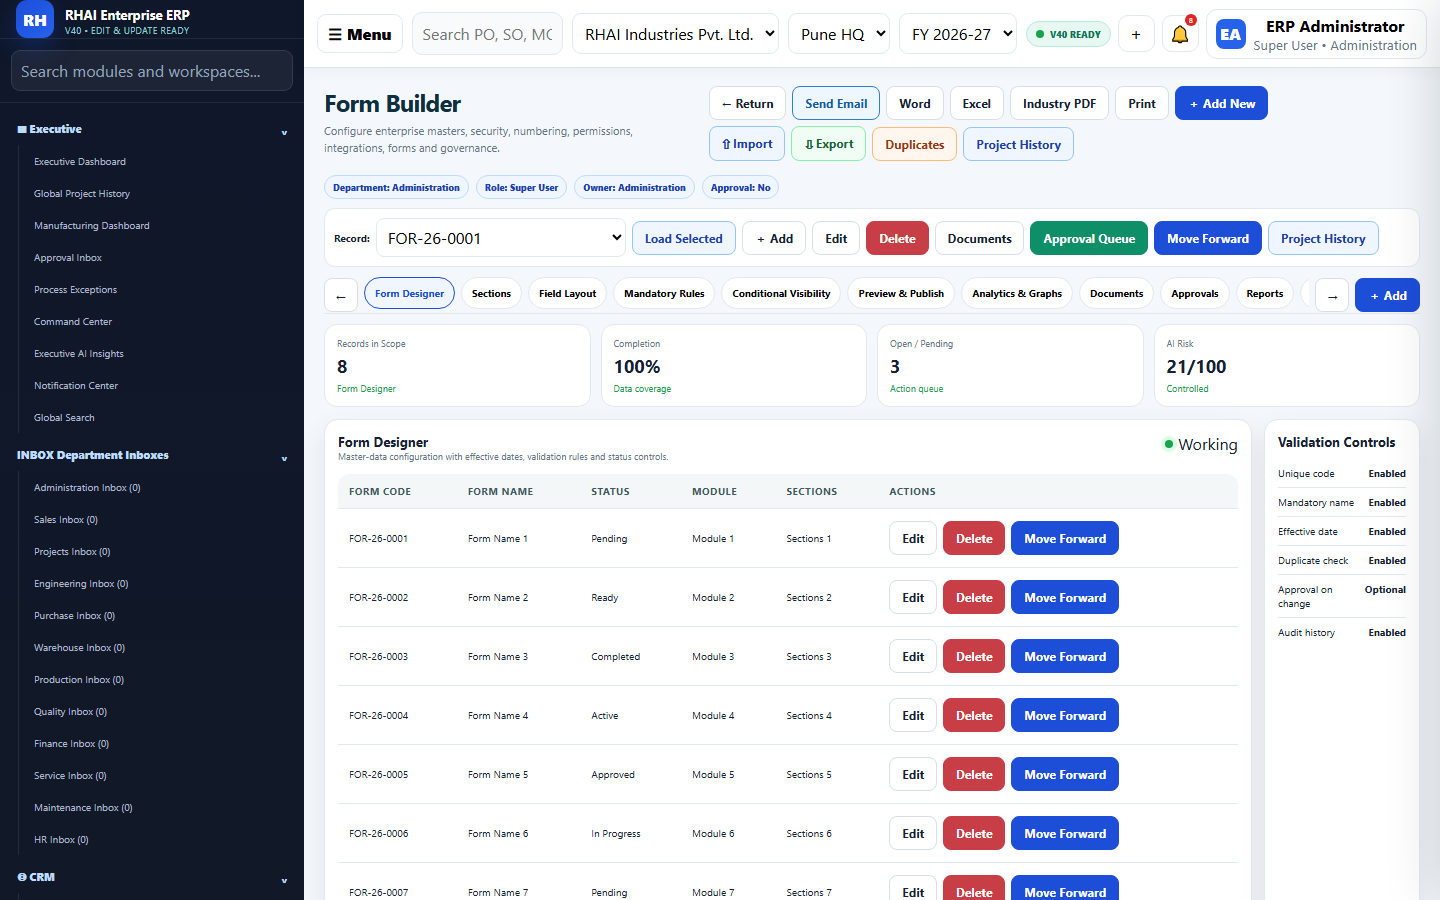 RH
RHAI Enterprise ERP
V40 • EDIT & UPDATE READY
Search modules and workspaces...
Executive
Executive Dashboard
Global Project History
Manufacturing Dashboard
Approval Inbox
Process Exceptions
Command Center
Executive AI Insights
Notification Center
Global Search
INBOX Department Inboxes
Administration Inbox (0)
Sales Inbox (0)
Projects Inbox (0)
Engineering Inbox (0)
Purchase Inbox (0)
Warehouse Inbox (0)
Production Inbox (0)
Quality Inbox (0)
Finance Inbox (0)
Service Inbox (0)
Maintenance Inbox (0)
HR Inbox (0)
CRM
☰ Menu
Search PO, SO, MO
RHAI Industries Pvt. Ltd.
Pune HQ
FY 2026-27
V40 READY
+
8
EA
ERP Administrator
Super User • Administration
Form Builder
Configure enterprise masters, security, numbering, permissions,
integrations, forms and governance.
← Return
Send Email
Word
Excel
Industry PDF
Print
+ Add New
⇧ Import
⇩ Export
Duplicates
Project History
Department: Administration
Role: Super User
Owner: Administration
Approval: No
Record:
FOR-26-0001
Load Selected
+ Add
Edit
Delete
Documents
Approval Queue
Move Forward
Project History
←
Form Designer
Sections
Field Layout
Mandatory Rules
Conditional Visibility
Preview & Publish
Analytics & Graphs
Documents
Approvals
Reports
→
+ Add
Records in Scope
8
Form Designer
Completion
100%
Data coverage
Open / Pending
3
Action queue
AI Risk
21/100
Controlled
Form Designer
Master-data configuration with effective dates, validation rules and status controls.
Working
FORM CODE FORM NAME STATUS MODULE SECTIONS ACTIONS
FOR-26-0001 Form Name 1 Pending Module 1 Sections 1 Edit Delete Move Forward
FOR-26-0002 Form Name 2 Ready Module 2 Sections 2 Edit Delete Move Forward
FOR-26-0003 Form Name 3 Completed Module 3 Sections 3 Edit Delete Move Forward
FOR-26-0004 Form Name 4 Active Module 4 Sections 4 Edit Delete Move Forward
FOR-26-0005 Form Name 5 Approved Module 5 Sections 5 Edit Delete Move Forward
FOR-26-0006 Form Name 6 In Progress Module 6 Sections 6 Edit Delete Move Forward
FOR-26-0007 Form Name 7 Pending Module 7 Sections 7 Edit Delete Move Forward
Validation Controls
Unique code Enabled
Mandatory name Enabled
Effective date Enabled
Duplicate check Enabled
Approval on change Optional
Audit history Enabled